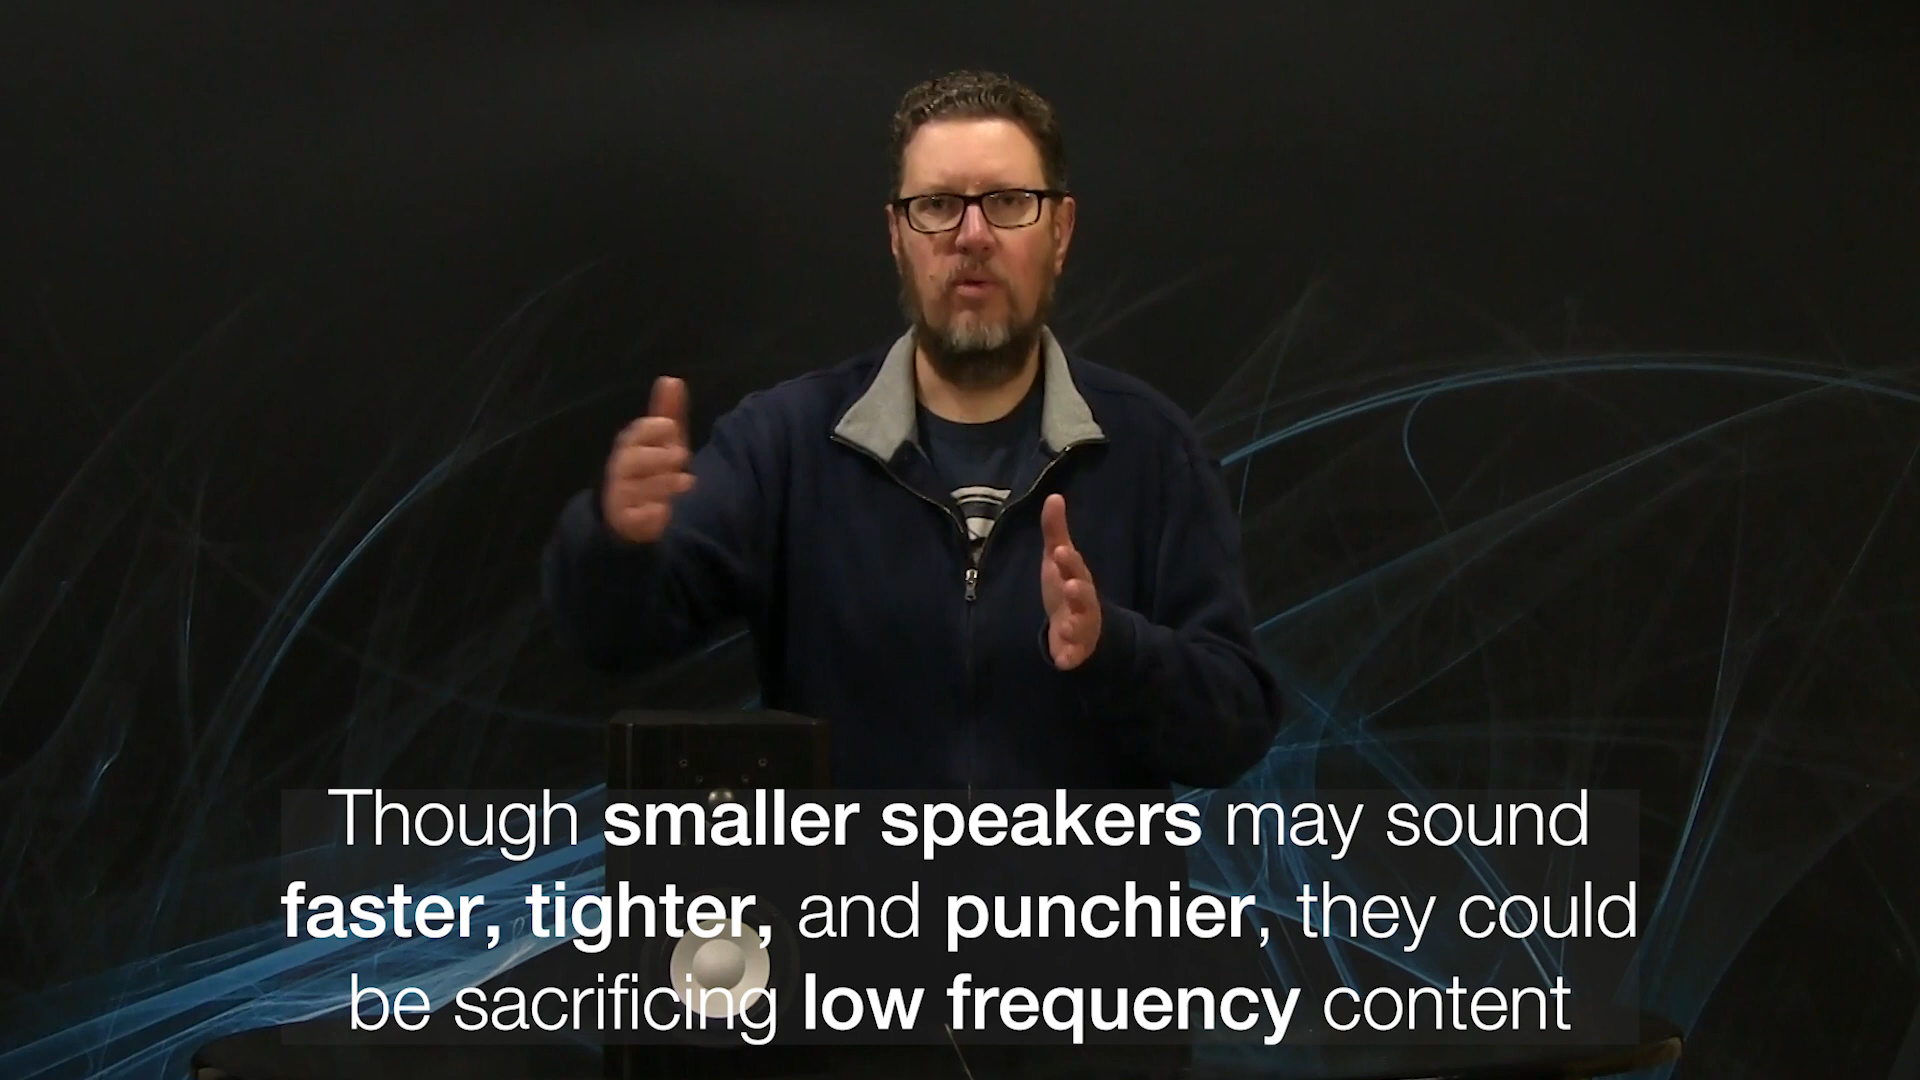 Though smaller speakers may sound
faster, tighter, and punchier, they could
be sacrificing low frequency content